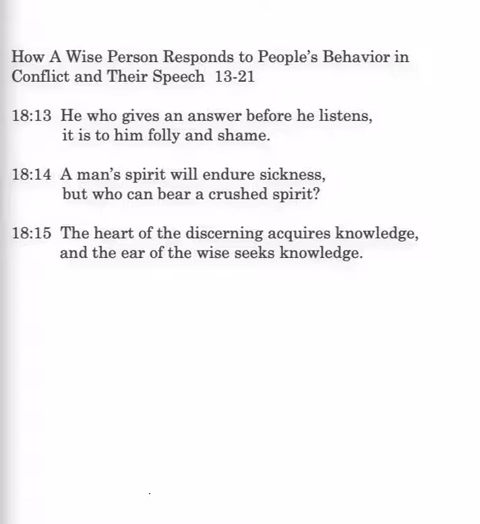 How A Wise Person Responds to People's Behavior in
Conflict and Their Speech 13-21
18:13 He who gives an answer before he listens,
it is to him folly and shame.
18:14 A man's spirit will endure sickness,
but who can bear a crushed spirit?
18:15 The heart of the discerning acquires knowledge,
and the ear of the wise seeks knowledge.